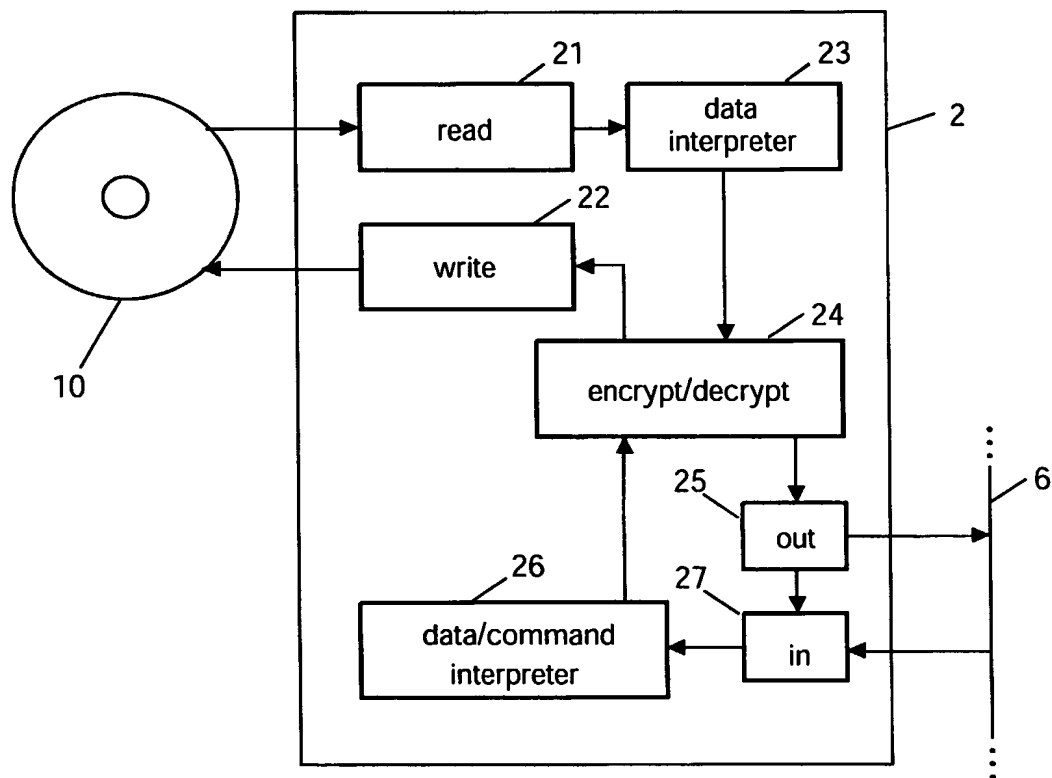 21
23
read
data
interpreter
2
22
write
24
encrypt/decrypt
10
25
out
6
26
27
data/command
interpreter
in